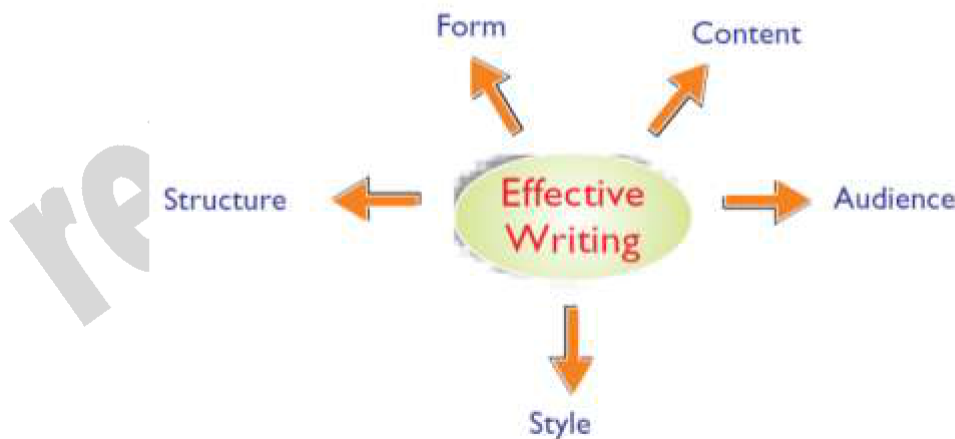 Form
Content
Structure
Effective
Writing
Audience
Style
re